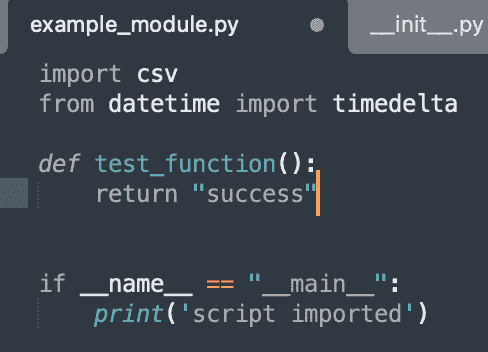 example_module.py
__init__.py
import csv
from datetime import timedelta
def test_function():
return "success"
if __name__ == "__main__":
print('script imported')